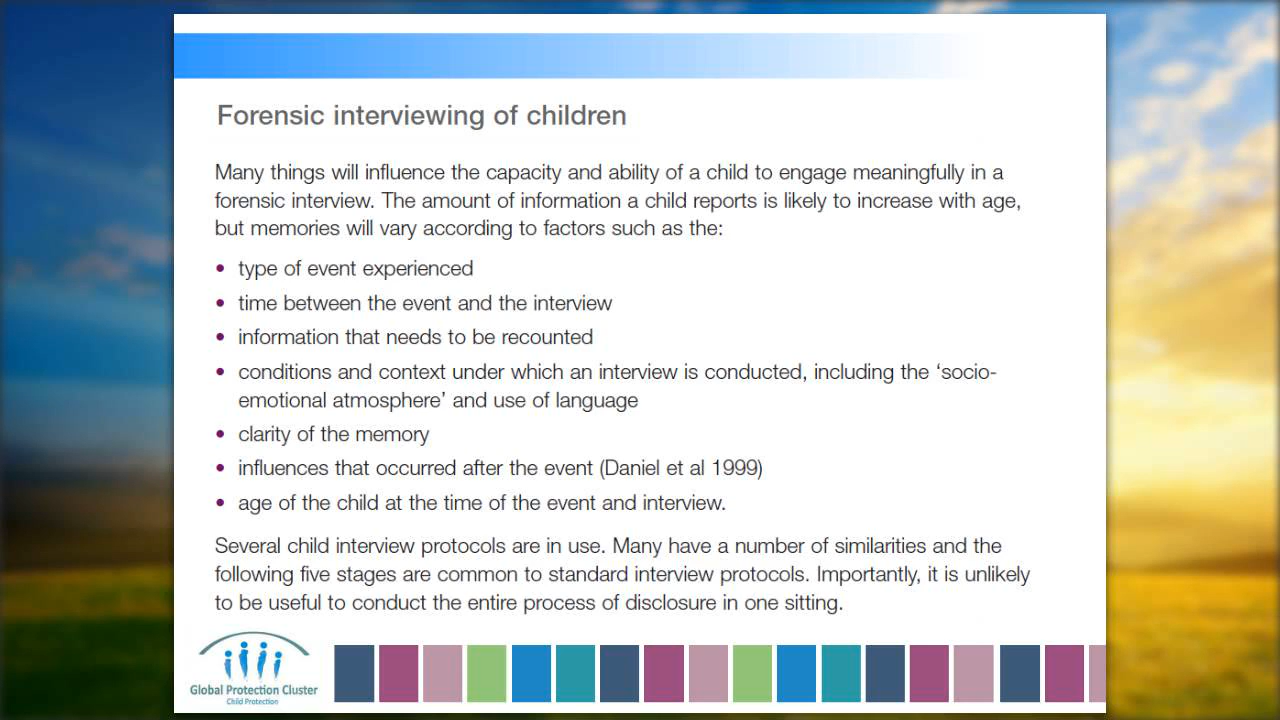 Forensic interviewing of children
Many things will influence the capacity and ability of a child to engage meaningfully in a
forensic interview. The amount of information a child reports is likely to increase with age,
but memories will vary according to factors such as the:
• type of event experienced
• time between the event and the interview
• information that needs to be recounted
• conditions and context under which an interview is conducted, including the ‘socio-
emotional atmosphere’ and use of language
• clarity of the memory
• influences that occurred after the event (Daniel et al 1999)
• age of the child at the time of the event and interview.
Several child interview protocols are in use. Many have a number of similarities and the
following five stages are common to standard interview protocols. Importantly, it is unlikely
to be useful to conduct the entire process of disclosure in one sitting.
Global Protection Cluster
Child Protection